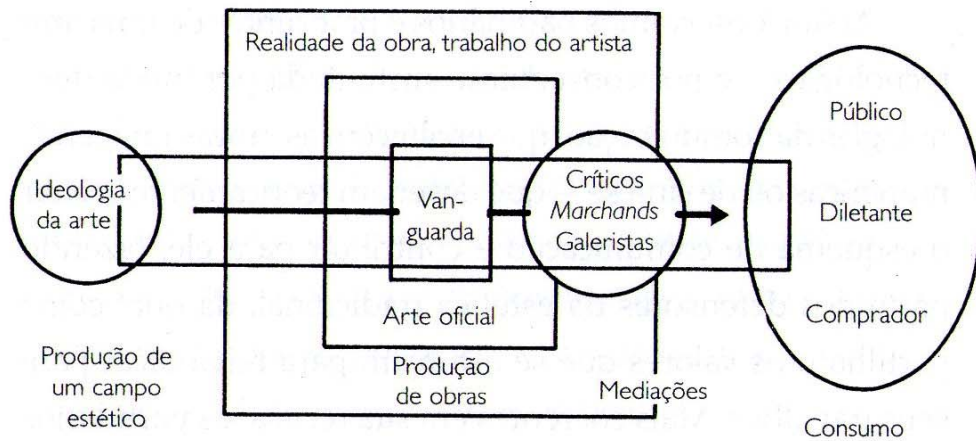 Realidade da obra, trabalho do artista
Ideologia
da arte
Van-
guarda
Críticos
Marchands
Galeristas
Público
Diletante
Comprador
Arte oficial
Produção de
um campo
estético
Produção
de obras
Mediações
Consumo